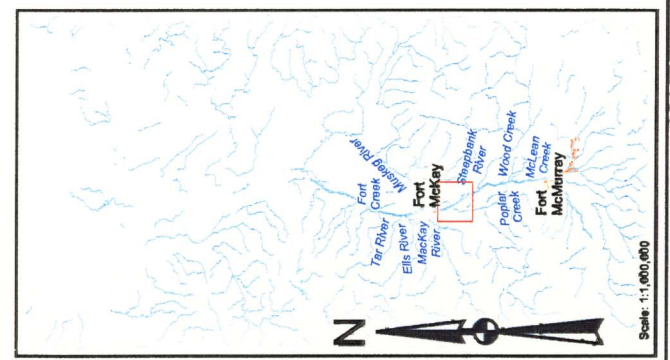 Fort
Creek
Muskeg River
Tar River
Ells River
Fort
McKay
MacKay
River
Steepbank
River
Wood Creek
Poplar
Creek
McLean
Creek
Fort
McMurray
N
Scale: 1:1,000,000